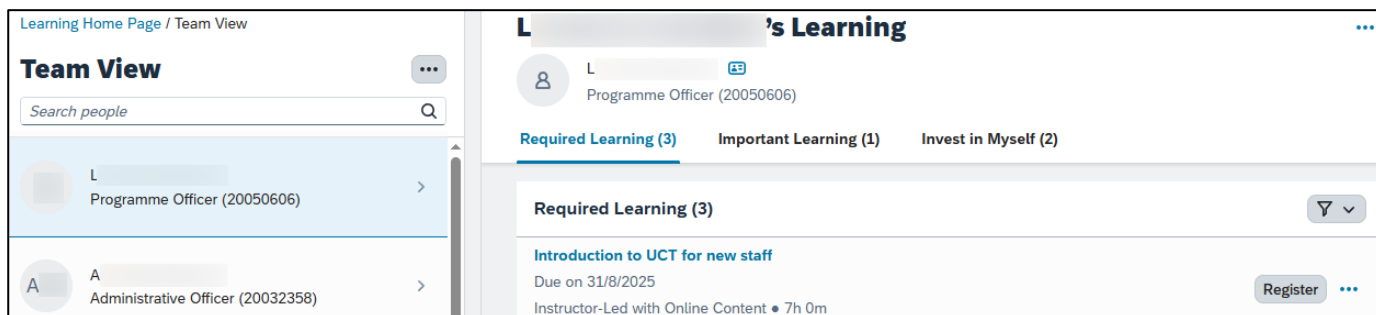 Learning Home Page / Team View
Team View
Search people
L
Programme Officer (20050606)
A
A
Administrative Officer (20032358)
L 's Learning
L
Programme Officer (20050606)
Required Learning (3) Important Learning (1) Invest in Myself (2)
Required Learning (3)
Introduction to UCT for new staff
Due on 31/8/2025
Register
Instructor-Led with Online Content • 7h 0m